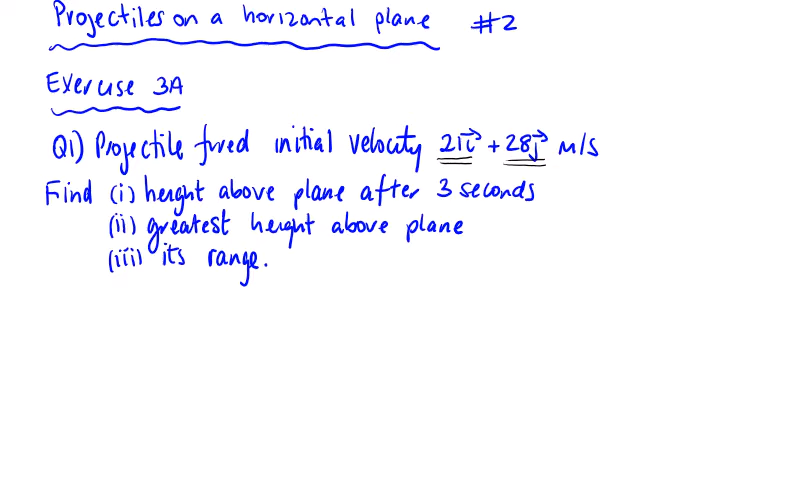 Projectiles on a horizontal plane #2
Exercise 3A
Q1) Projectile fired initial velocity 21i⃗ + 28j⃗ m/s
Find (i) height above plane after 3 seconds
(ii) greatest height above plane
(iii) its range.